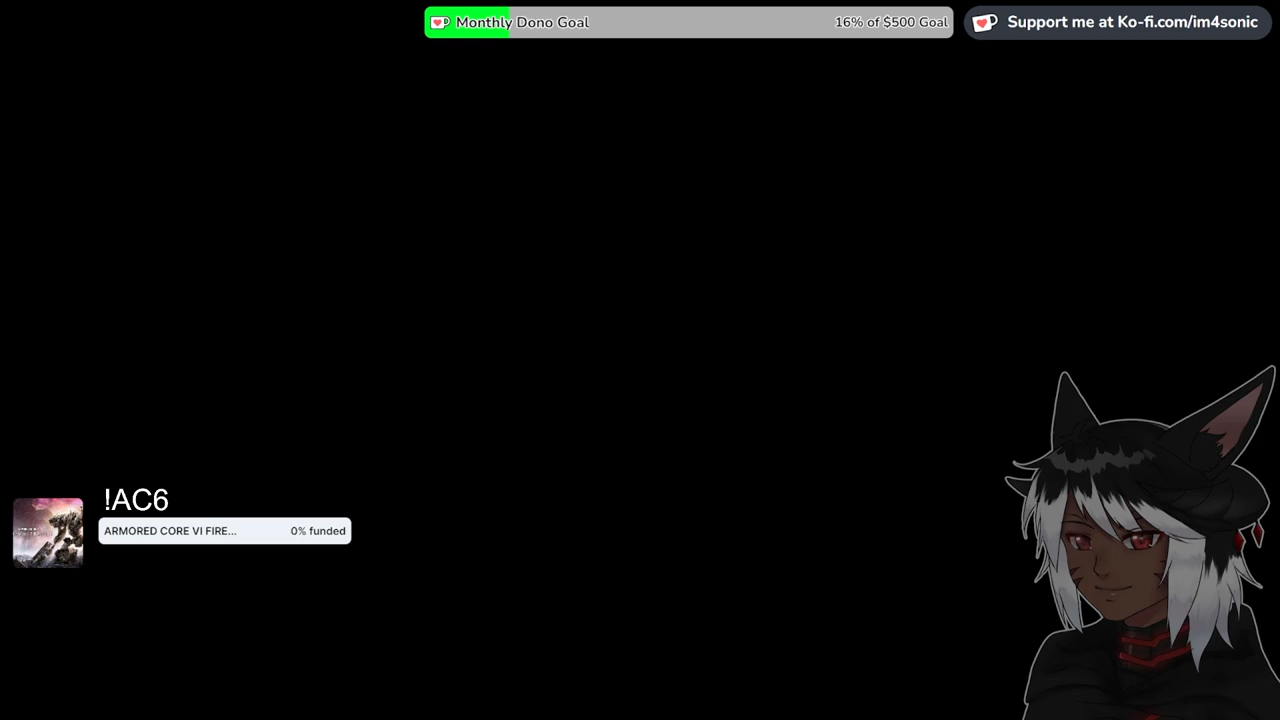 Monthly Dono Goal 16% of $500 Goal
Support me at Ko-fi.com/im4sonic
!AC6
ARMORED CORE VI FIRE... 0% funded